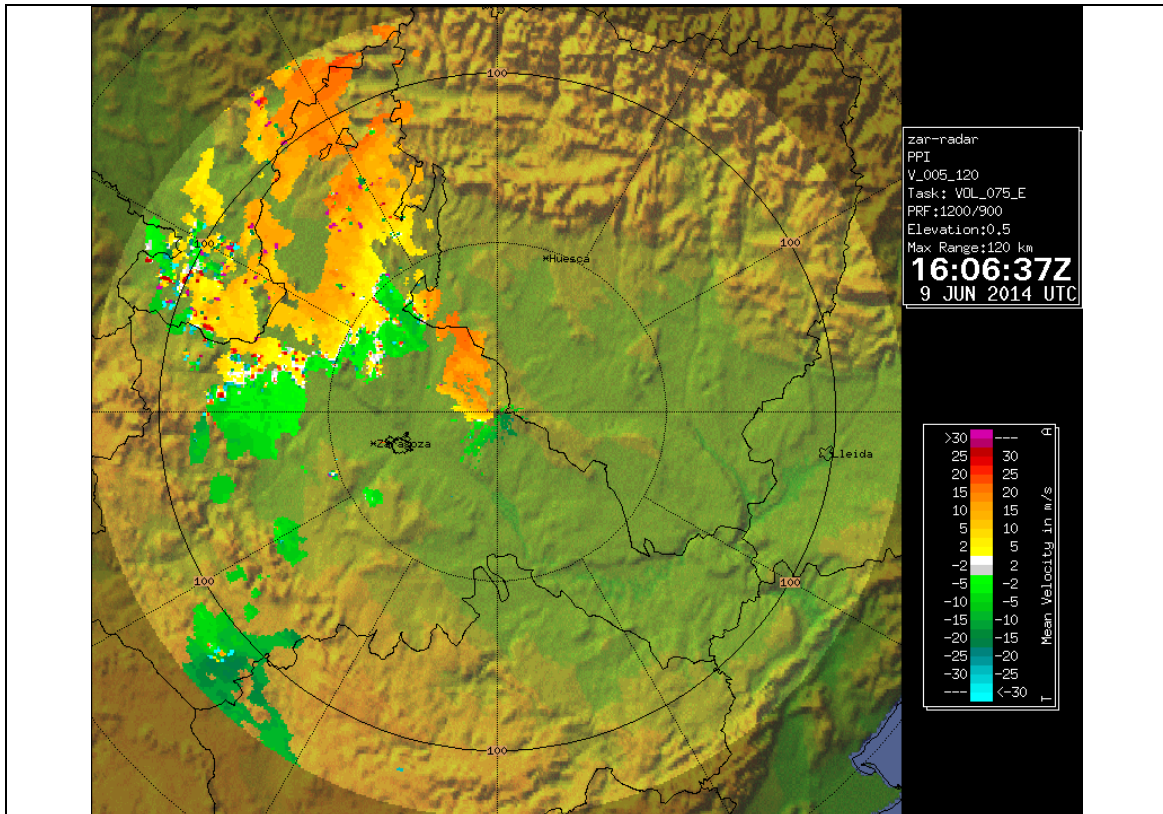 zar-radar
PPI
V_005_120
Task: VOL_075_E
PRF:1200/900
Elevation:0.5
Max Range:120 km
16:06:37Z
9 JUN 2014 UTC
100
100
100
*Huesca
*Zaragoza
Lleida
100
100
100
>30 --- A
25 30
20 25
15 20
10 15
5 10
2 5
-2 2
-5 -2
-10 -5
-15 -10
-20 -15
-25 -20
-30 -25
--- <-30 T
Mean Velocity in m/s